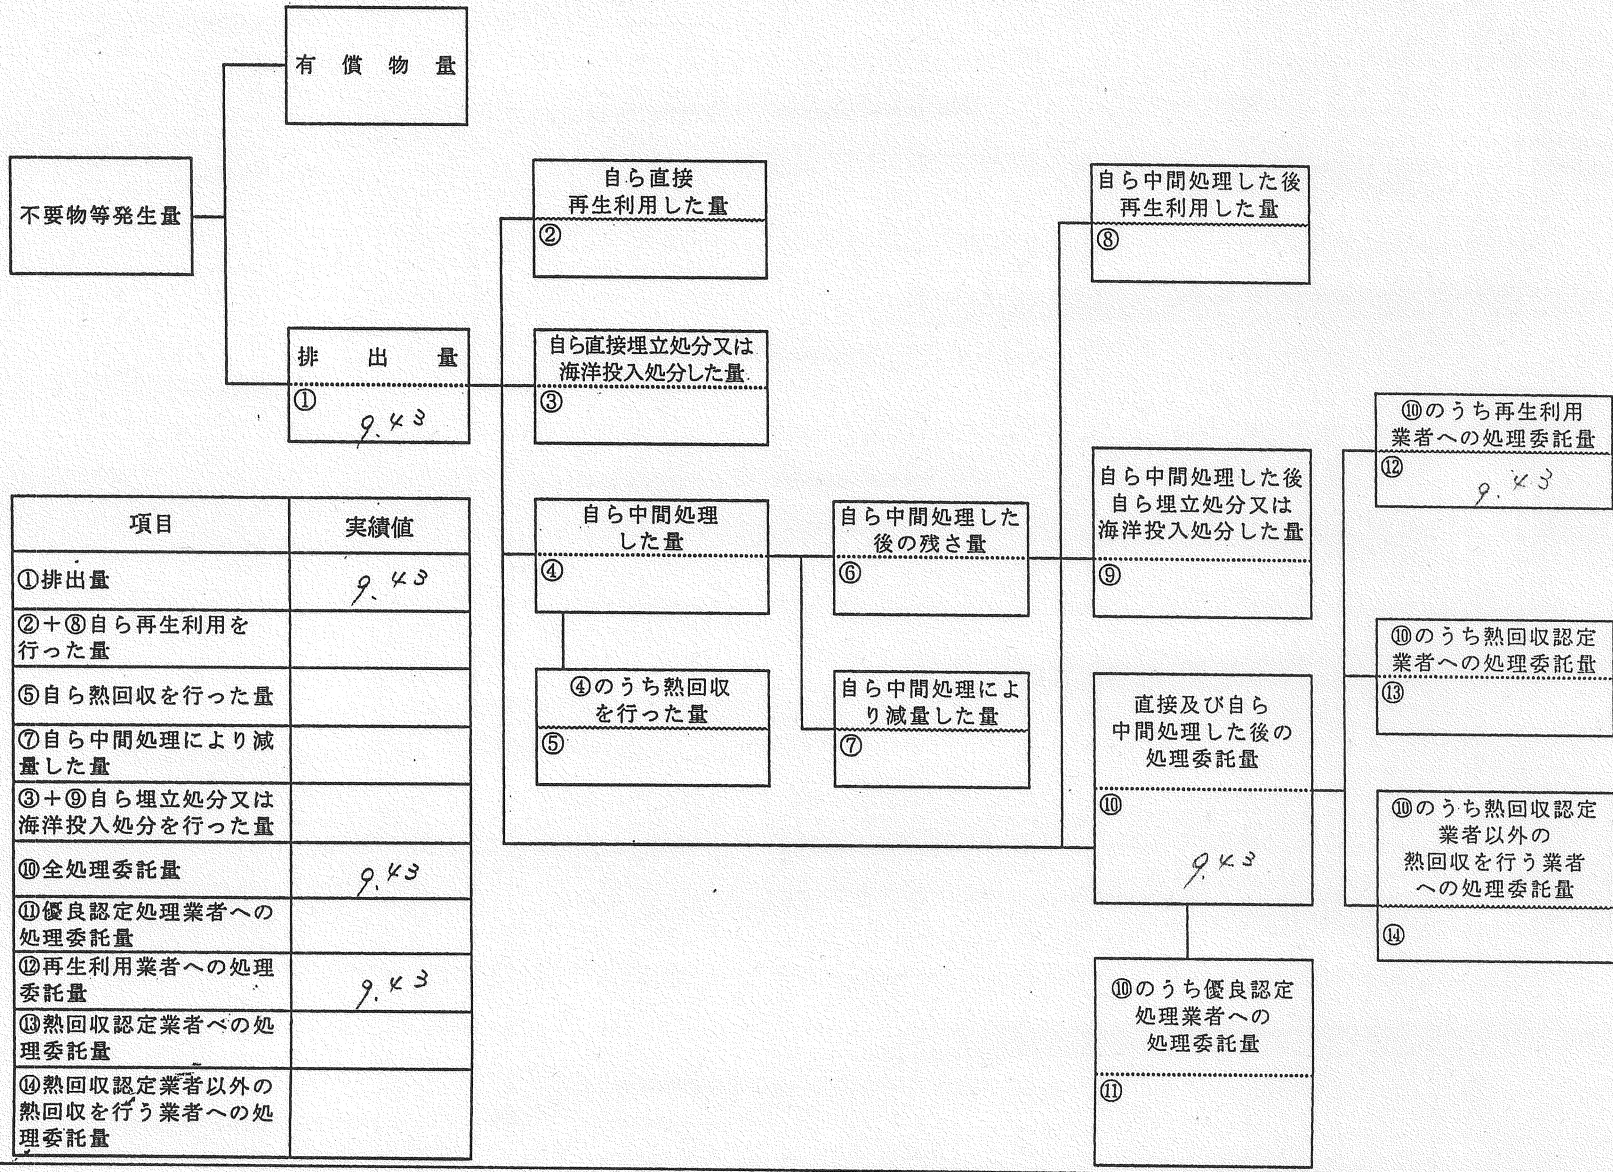 有償物量
不要物等発生量
排出量
①
9.43
自ら直接
再生利用した量
②
自ら直接埋立処分又は
海洋投入処分した量
③
自ら中間処理
した量
④
④のうち熱回収
を行った量
⑤
自ら中間処理した
後の残さ量
⑥
自ら中間処理によ
り減量した量
⑦
自ら中間処理した後
再生利用した量
⑧
自ら中間処理した後
自ら埋立処分又は
海洋投入処分した量
⑨
直接及び自ら
中間処理した後の
処理委託量
⑩
9.43
⑩のうち優良認定
処理業者への
処理委託量
⑪
⑩のうち再生利用
業者への処理委託量
⑫
9.43
⑩のうち熱回収認定
業者への処理委託量
⑬
⑩のうち熱回収認定
業者以外の
熱回収を行う業者
への処理委託量
⑭
項目 実績値
①排出量 9.43
②+⑧自ら再生利用を
行った量
⑤自ら熱回収を行った量
⑦自ら中間処理により減
量した量
③+⑨自ら埋立処分又は
海洋投入処分を行った量
⑩全処理委託量 9.43
⑪優良認定処理業者への
処理委託量
⑫再生利用業者への処理
委託量 9.43
⑬熱回収認定業者への処
理委託量
⑭熱回収認定業者以外の
熱回収を行う業者への処
理委託量